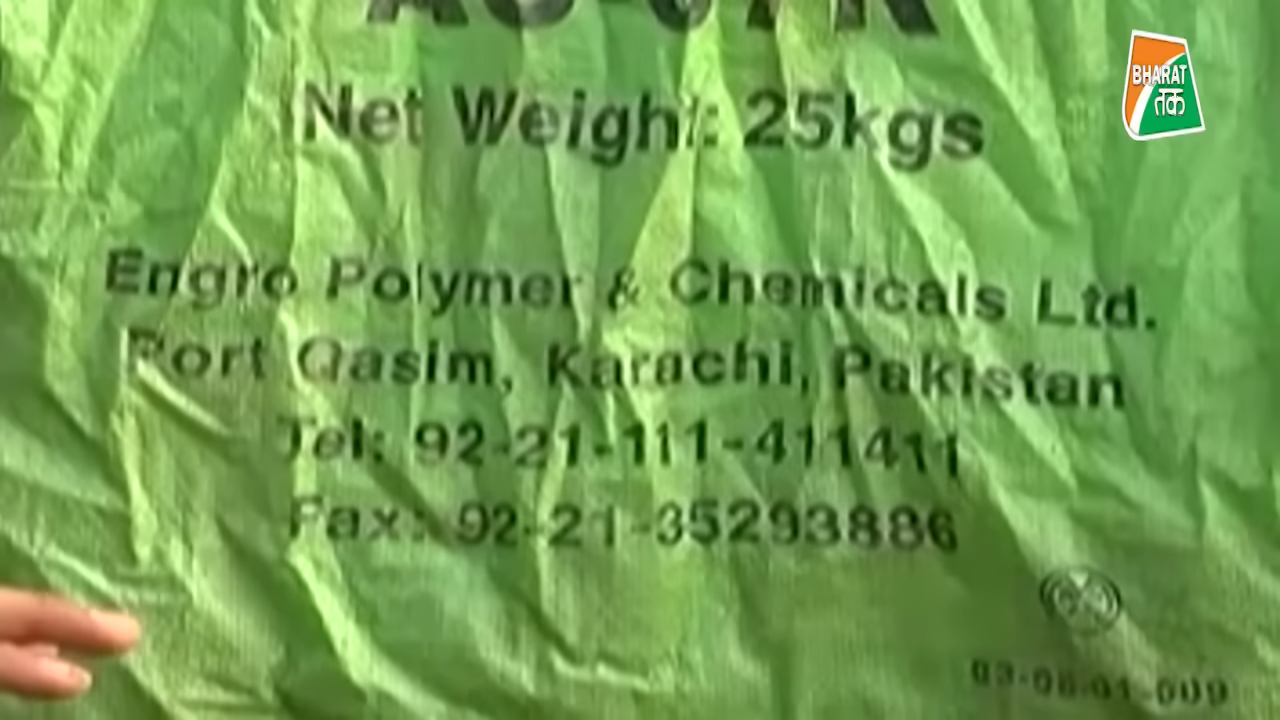 BHARAT
तक
Net Weight: 25kgs
Engro Polymer & Chemicals Ltd.
Port Qasim, Karachi, Pakistan
Tel: 92-21-111-411411
Fax: 92-21-35293886